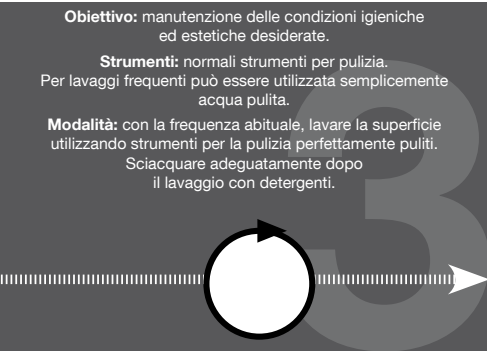 Obiettivo: manutenzione delle condizioni igieniche
ed estetiche desiderate.
Strumenti: normali strumenti per pulizia.
Per lavaggi frequenti può essere utilizzata semplicemente
acqua pulita.
Modalità: con la frequenza abituale, lavare la superficie
utilizzando strumenti per la pulizia perfettamente puliti.
Sciacquare adeguatamente dopo
il lavaggio con detergenti.
3